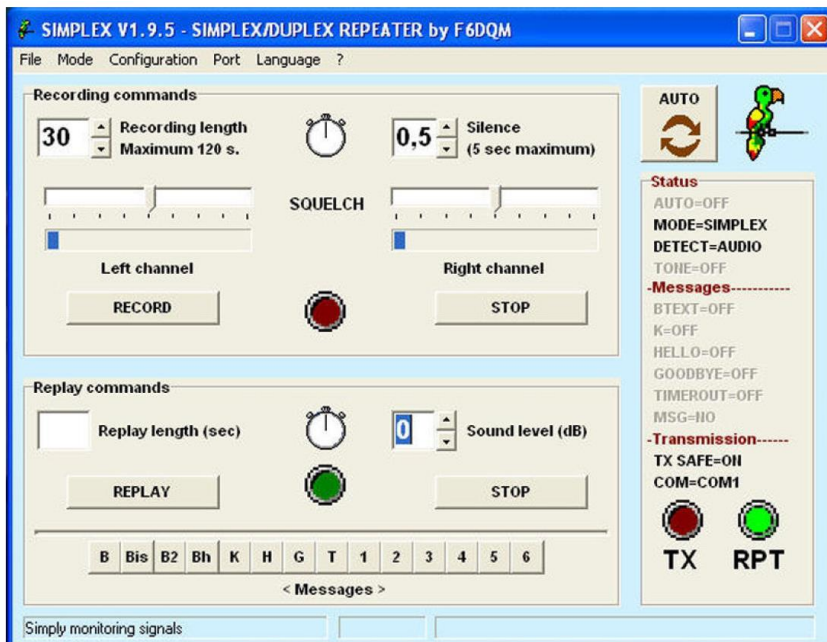 SIMPLEX V1.9.5 - SIMPLEX/DUPLEX REPEATER by F6DQM
File Mode Configuration Port Language ?
Recording commands
30 Recording length
Maximum 120 s.
0,5 Silence
(5 sec maximum)
SQUELCH
Left channel
Right channel
RECORD
STOP
Replay commands
Replay length (sec)
0 Sound level (dB)
REPLAY
STOP
B Bis B2 Bh K H G T 1 2 3 4 5 6
< Messages >
AUTO
Status
AUTO=OFF
MODE=SIMPLEX
DETECT=AUDIO
TONE=OFF
-Messages-----------
BTEXT=OFF
K=OFF
HELLO=OFF
GOODBYE=OFF
TIMEROUT=OFF
MSG=NO
-Transmission------
TX SAFE=ON
COM=COM1
TX RPT
Simply monitoring signals